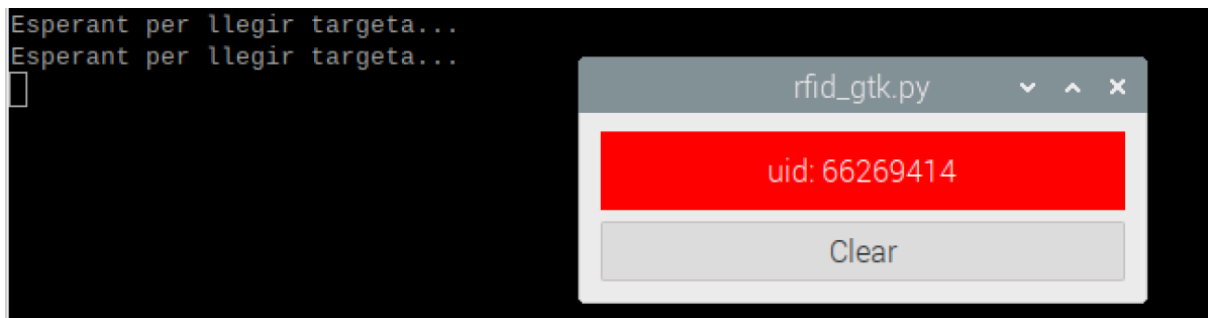 Esperant per llegir targeta...
Esperant per llegir targeta...
rfid_gtk.py
uid: 66269414
Clear